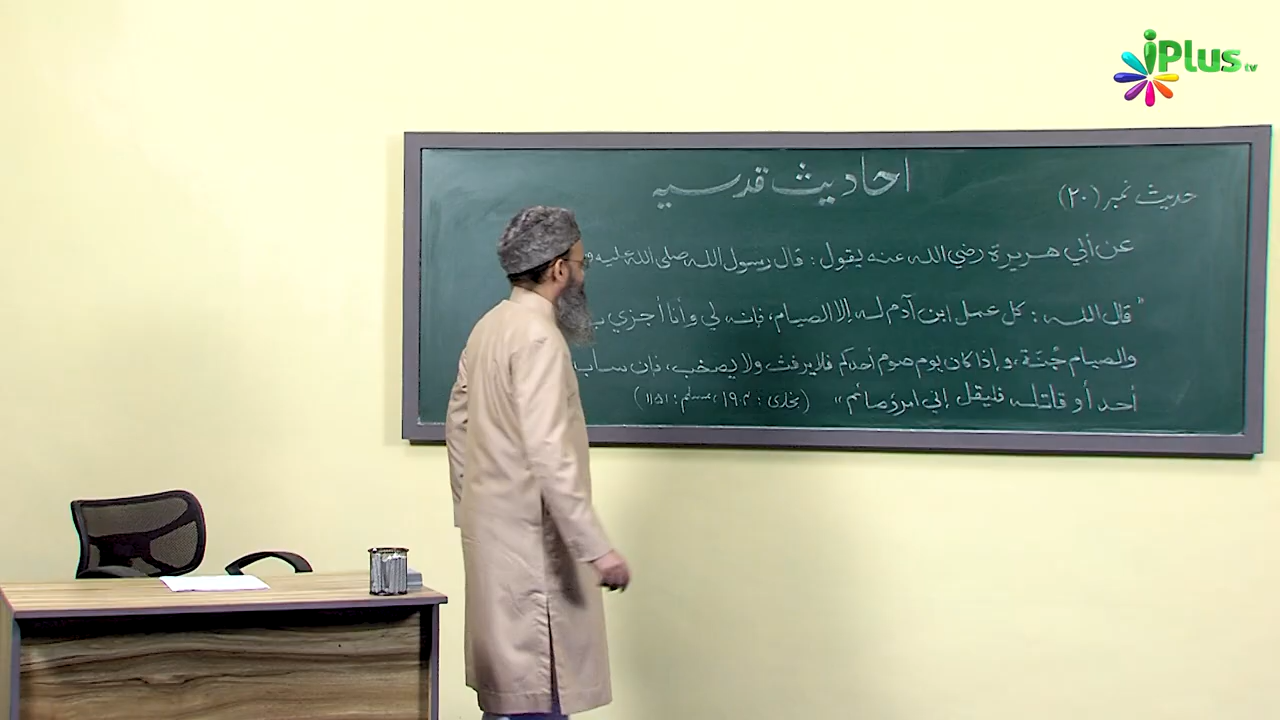 iPlus tv
احادیث قدسیہ
حدیث نمبر (۲۰)
عن أبي هريرة رضي الله عنه يقول : قال رسول الله صلى الله عليه و
" قال الله : كل عمل ابن آدم له إلا الصيام، فإنه لي وأنا أجزي ب
والصيام جُنّة، وإذا كان يوم صوم أحدكم فلا يرفث ولا يصخب، فإن ساب
أحد أو قاتله فليقل إني امرؤ صائم " (بخاری : ۱۹۰۴، مسلم : ۱۱۵۱)